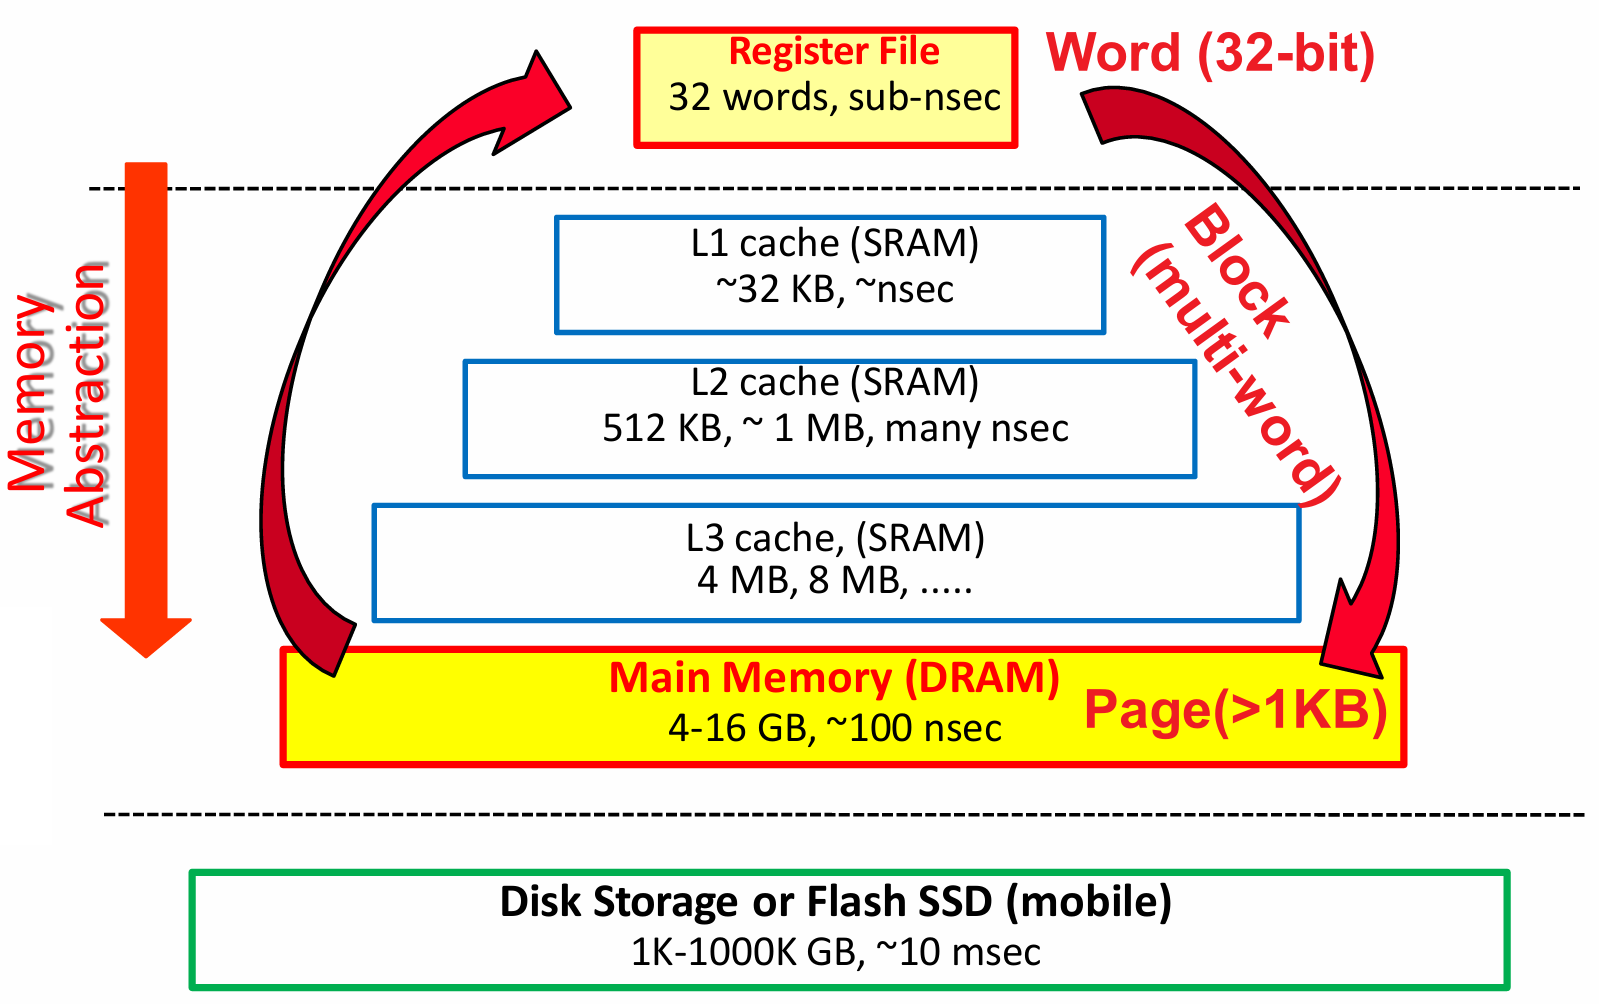 Register File
32 words, sub-nsec
Word (32-bit)
Memory
Abstraction
L1 cache (SRAM)
~32 KB, ~nsec
Block
(multi-word)
L2 cache (SRAM)
512 KB, ~ 1 MB, many nsec
L3 cache, (SRAM)
4 MB, 8 MB, .....
Main Memory (DRAM)
4-16 GB, ~100 nsec
Page(>1KB)
Disk Storage or Flash SSD (mobile)
1K-1000K GB, ~10 msec